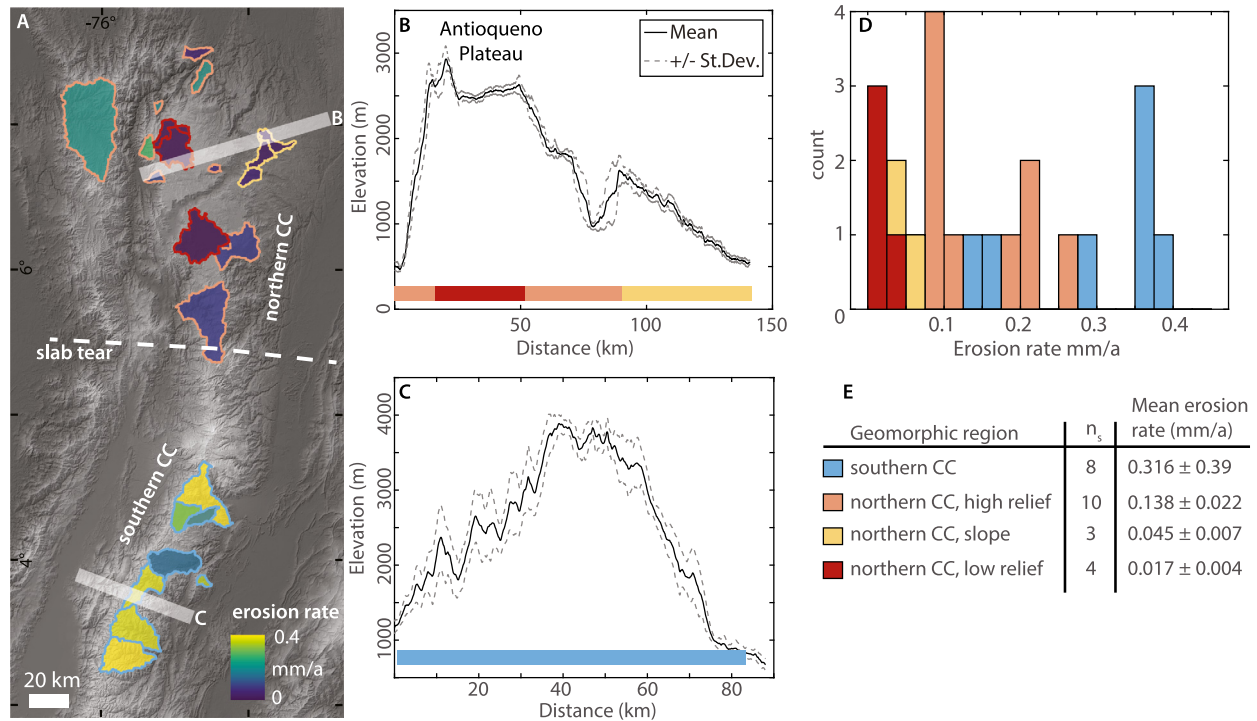 A
-76°
B
northern CC
6°
slab tear
southern CC
4°
C
erosion rate
0.4
mm/a
0
20 km
B
Antioqueno
Plateau
Mean
+/- St.Dev.
Elevation (m)
3000
2000
1000
0
50
100
150
Distance (km)
C
Elevation (m)
4000
3000
2000
1000
20
40
60
80
Distance (km)
D
count
4
3
2
1
0
0.1
0.2
0.3
0.4
Erosion rate mm/a
E
Geomorphic region
ns
Mean erosion
rate (mm/a)
southern CC 8 0.316 ± 0.39
northern CC, high relief 10 0.138 ± 0.022
northern CC, slope 3 0.045 ± 0.007
northern CC, low relief 4 0.017 ± 0.004